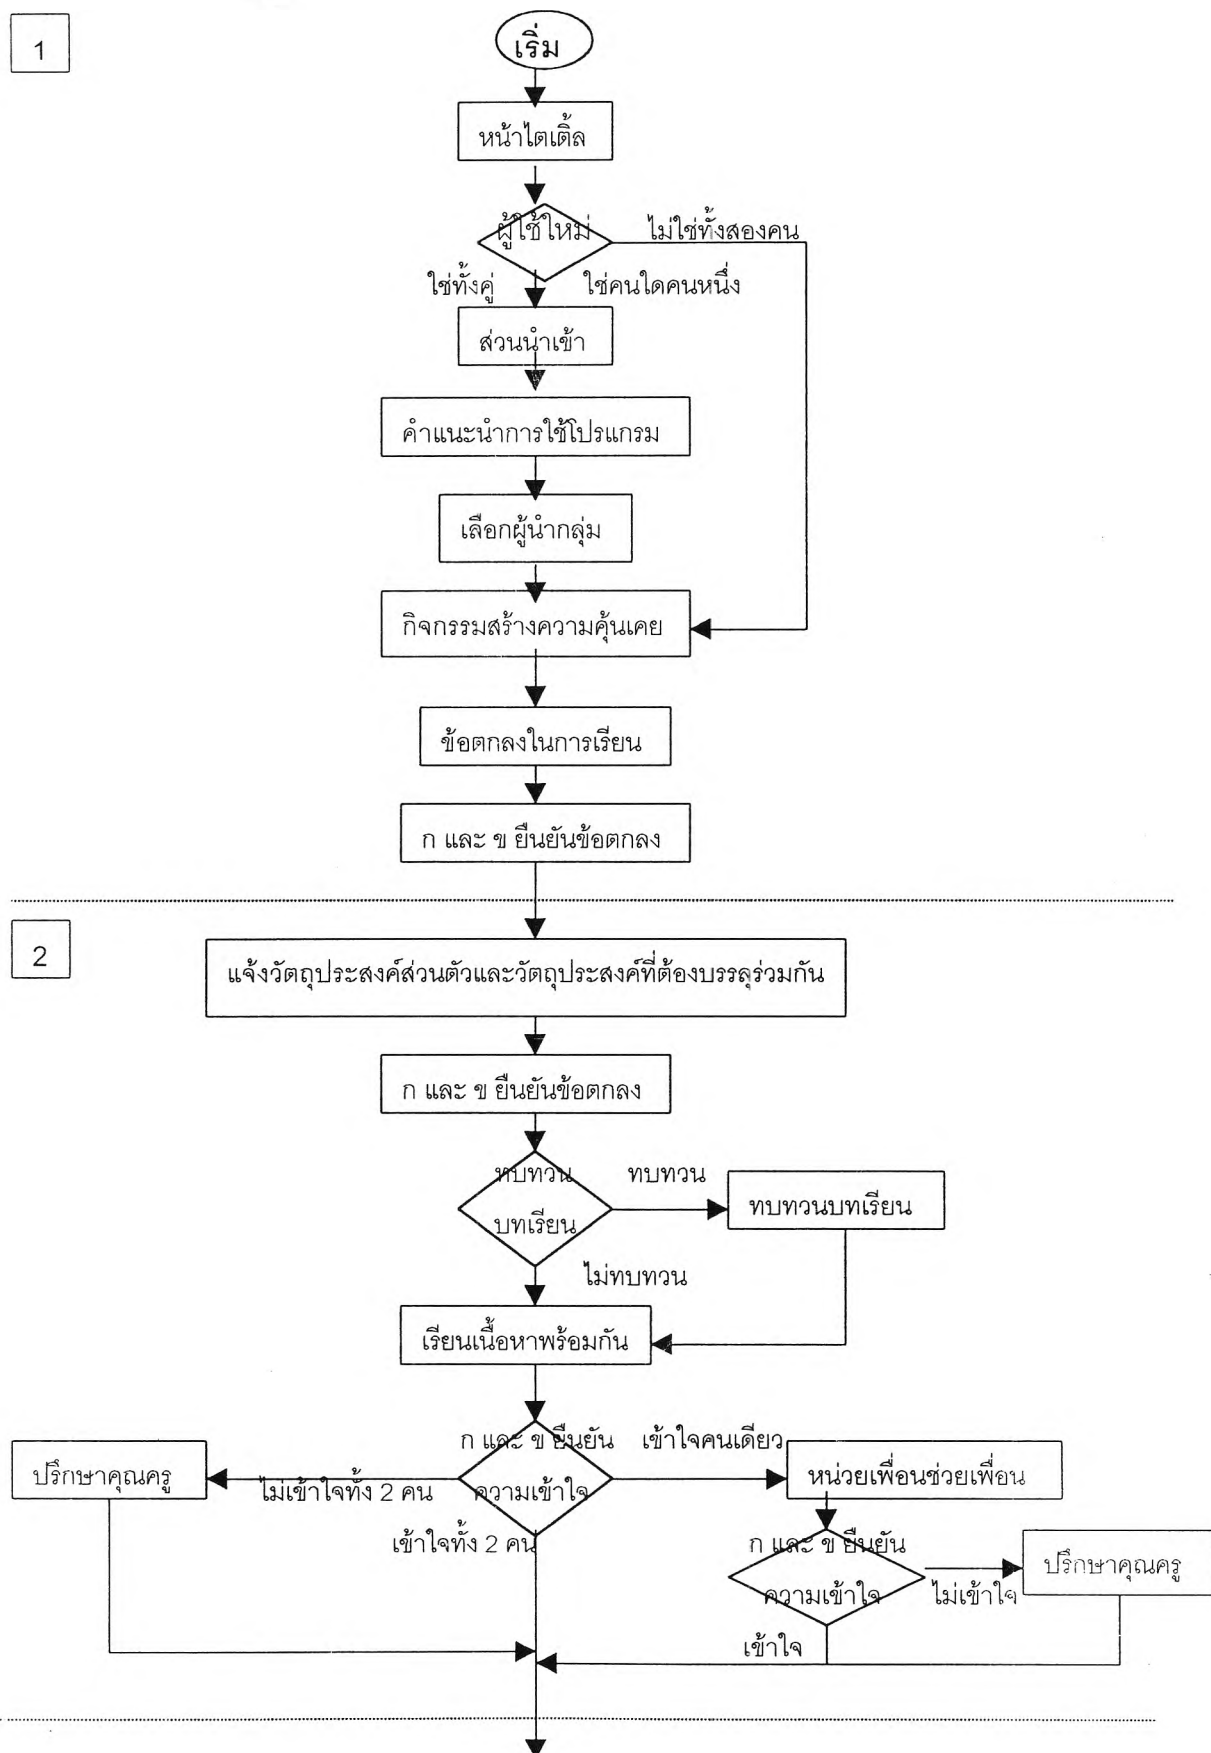 1
เริ่ม
หน้าไตเติ้ล
ผู้ใช้ใหม่
ไม่ใช่ทั้งสองคน
ใช่ทั้งคู่
ใช่คนใดคนหนึ่ง
ส่วนนำเข้า
คำแนะนำการใช้โปรแกรม
เลือกผู้นำกลุ่ม
กิจกรรมสร้างความคุ้นเคย
ข้อตกลงในการเรียน
ก และ ข ยืนยันข้อตกลง
2
แจ้งวัตถุประสงค์ส่วนตัวและวัตถุประสงค์ที่ต้องบรรลุร่วมกัน
ก และ ข ยืนยันข้อตกลง
ทบทวน
บทเรียน
ทบทวน
ทบทวนบทเรียน
ไม่ทบทวน
เรียนเนื้อหาพร้อมกัน
ก และ ข ยืนยัน
ความเข้าใจ
เข้าใจคนเดียว
ปรึกษาคุณครู
ไม่เข้าใจทั้ง 2 คน
หน่วยเพื่อนช่วยเพื่อน
เข้าใจทั้ง 2 คน
ก และ ข ยืนยัน
ความเข้าใจ
ไม่เข้าใจ
ปรึกษาคุณครู
เข้าใจ